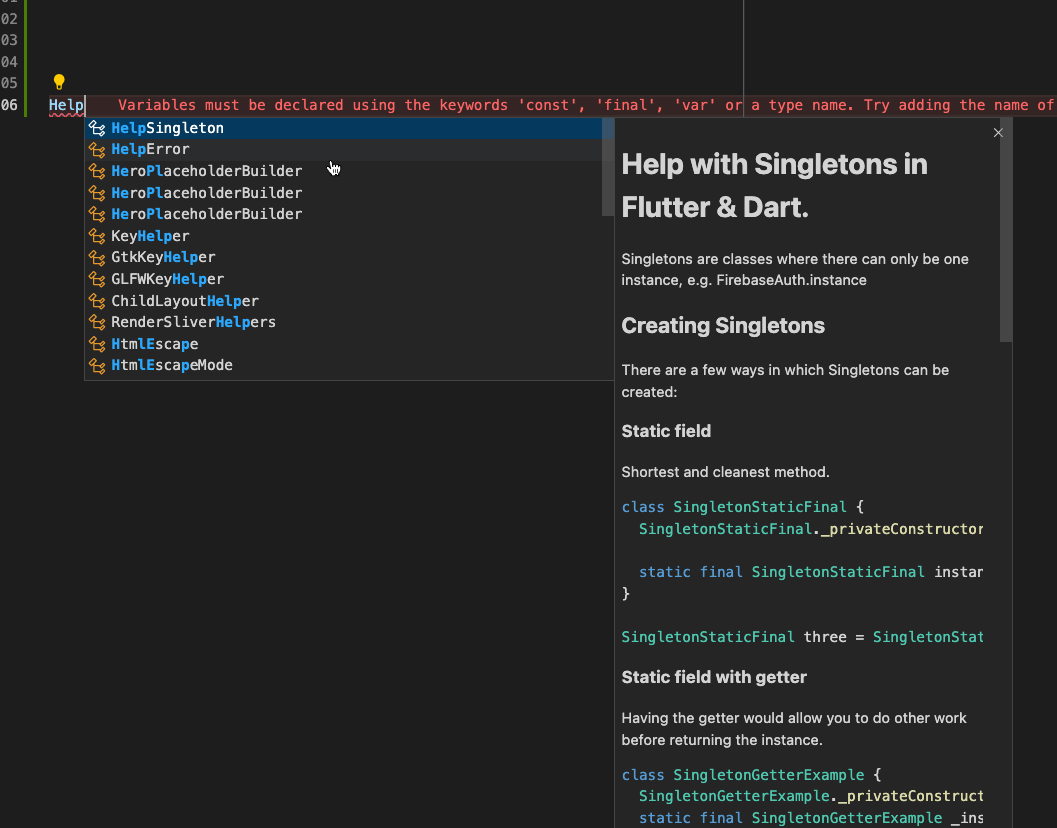 02
03
04
05
06 Help Variables must be declared using the keywords 'const', 'final', 'var' or a type name. Try adding the name of
HelpSingleton
HelpError
HeroPlaceholderBuilder
HeroPlaceholderBuilder
HeroPlaceholderBuilder
KeyHelper
GtkKeyHelper
GLFWKeyHelper
ChildLayoutHelper
RenderSliverHelpers
HtmlEscape
HtmlEscapeMode
Help with Singletons in
Flutter & Dart.
Singletons are classes where there can only be one
instance, e.g. FirebaseAuth.instance
Creating Singletons
There are a few ways in which Singletons can be
created:
Static field
Shortest and cleanest method.
class SingletonStaticFinal {
SingletonStaticFinal._privateConstructor
static final SingletonStaticFinal instan
}
SingletonStaticFinal three = SingletonStat
Static field with getter
Having the getter would allow you to do other work
before returning the instance.
class SingletonGetterExample {
SingletonGetterExample._privateConstruct
static final SingletonGetterExample _ins